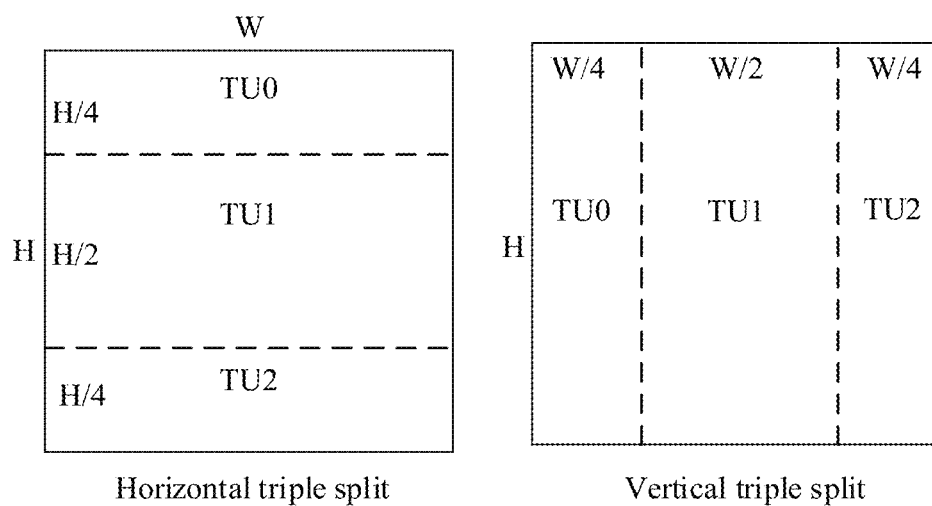 W
TU0
H/4
TU1
H
H/2
TU2
H/4
Horizontal triple split
W/4 W/2 W/4
TU0 TU1 TU2
H
Vertical triple split